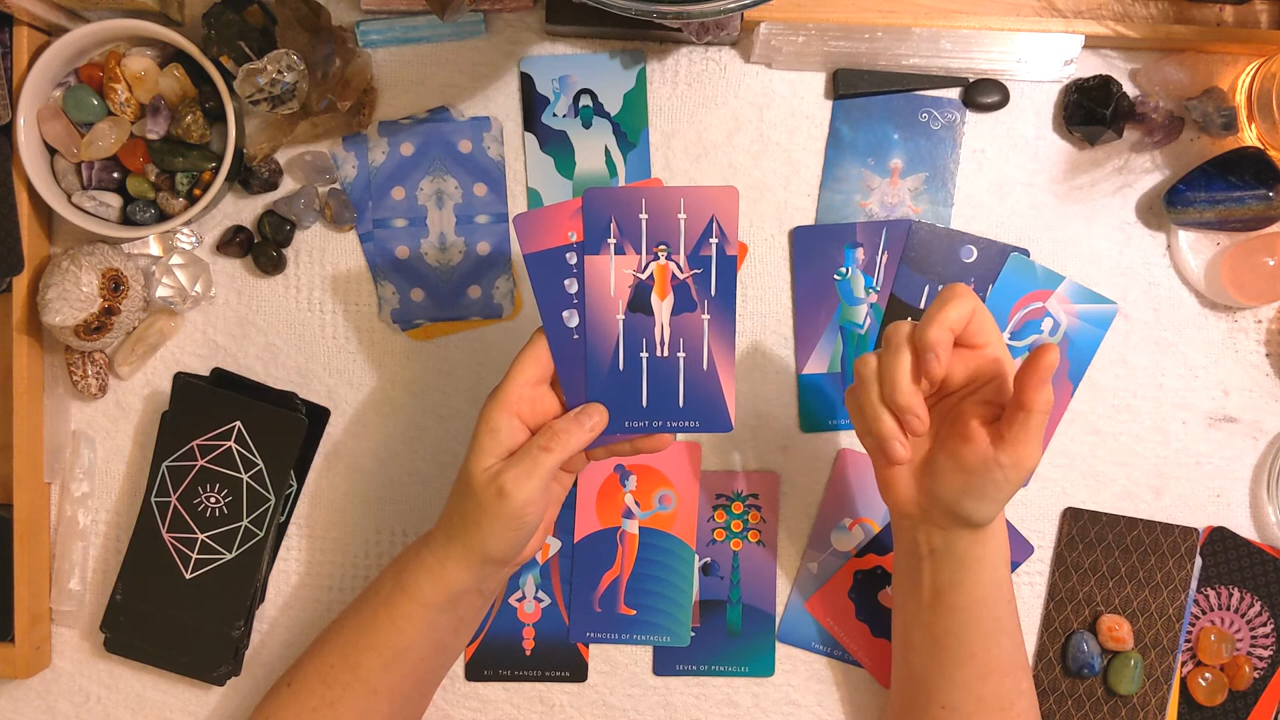 EIGHT OF SWORDS
PRINCESS OF PENTACLES
SEVEN OF PENTACLES
XII THE HANGED WOMAN
THREE OF